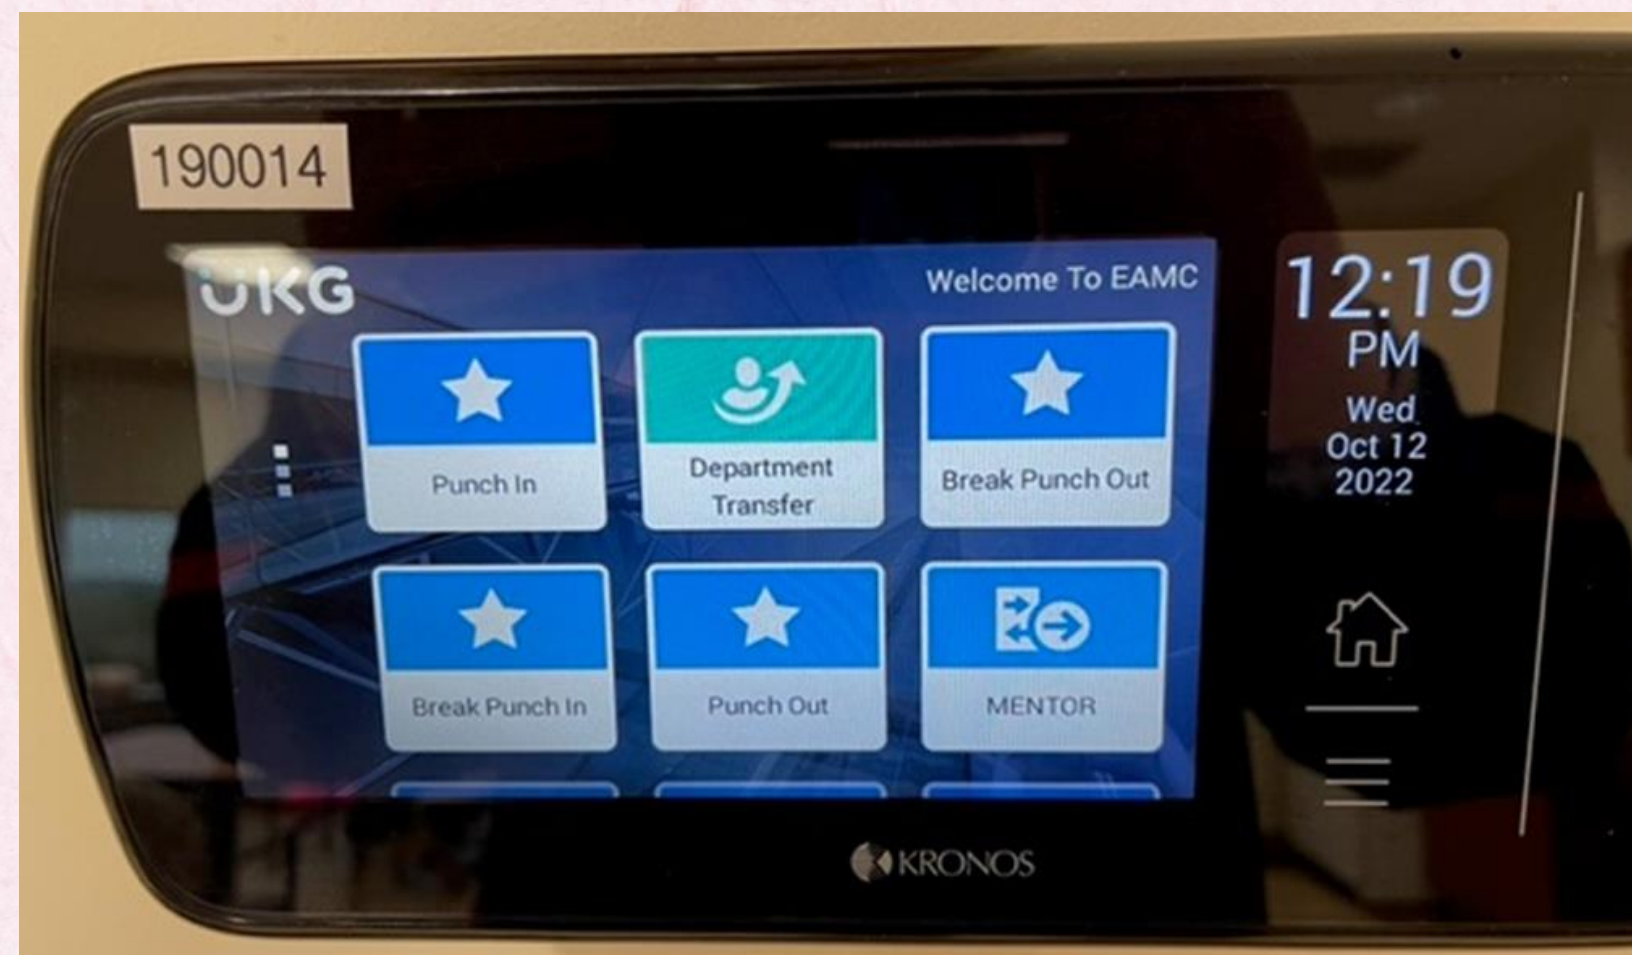 190014
UKG
Welcome To EAMC
12:19
PM
Wed
Oct 12
2022
Punch In
Department
Transfer
Break Punch Out
Break Punch In
Punch Out
MENTOR
KRONOS